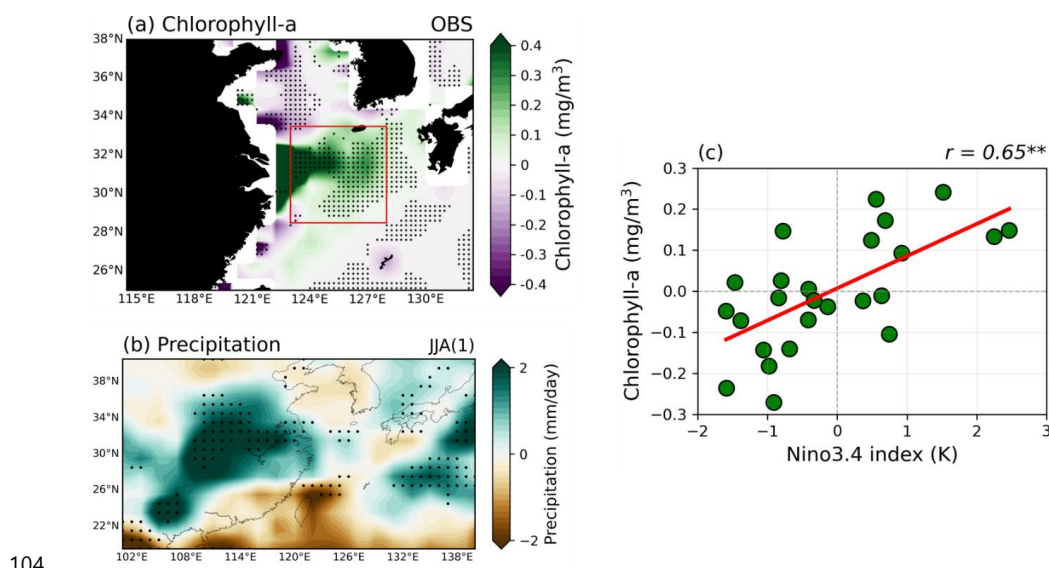 (a) Chlorophyll-a OBS
38°N
36°N
34°N
32°N
30°N
28°N
26°N
115°E 118°E 121°E 124°E 127°E 130°E
0.4
0.3
0.2
0.1
0
-0.1
-0.2
-0.3
-0.4
Chlorophyll-a (mg/m³)
(b) Precipitation JJA(1)
38°N
34°N
30°N
26°N
22°N
102°E 108°E 114°E 120°E 126°E 132°E 138°E
2
0
−2
Precipitation (mm/day)
(c) r = 0.65**
Chlorophyll-a (mg/m³)
0.3
0.2
0.1
0.0
−0.1
−0.2
−0.3
−2 −1 0 1 2 3
Nino3.4 index (K)
104